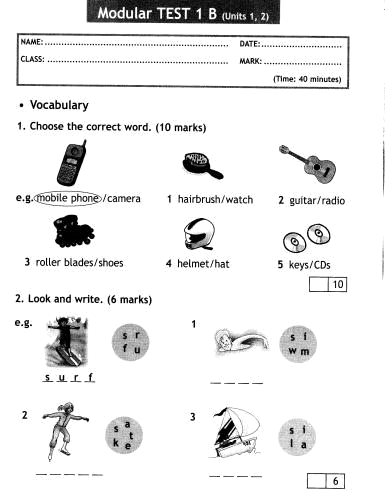 Modular TEST 1 B (Units 1, 2)
NAME: DATE:
CLASS: MARK:
(Time: 40 minutes)
• Vocabulary
1. Choose the correct word. (10 marks)
e.g. mobile phone/camera 1 hairbrush/watch 2 guitar/radio
3 roller blades/shoes 4 helmet/hat 5 keys/CDs
10
2. Look and write. (6 marks)
e.g. s r 1 s i
f u w m
s u r f
2 a 3
s t s i
k e l a
6